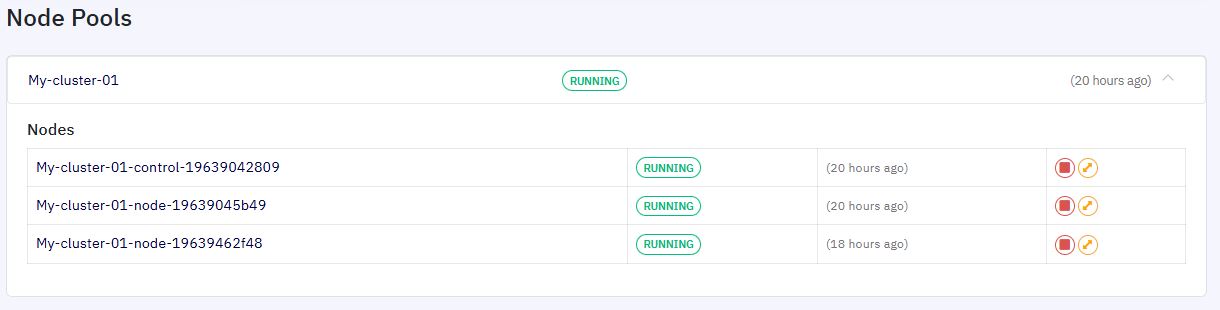 Node Pools
My-cluster-01 RUNNING (20 hours ago)
Nodes
My-cluster-01-control-19639042809 RUNNING (20 hours ago)
My-cluster-01-node-19639045b49 RUNNING (20 hours ago)
My-cluster-01-node-19639462f48 RUNNING (18 hours ago)